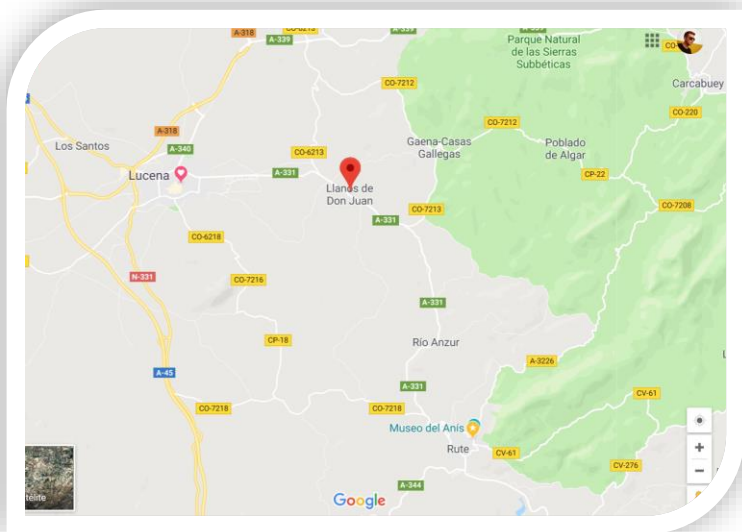 CO-6213
A-318
A-339
A-339
Parque Natural
de las Sierras
Subbéticas
CO-7212
Carcabuey
CO-220
CO-7212
A-318
Los Santos
A-340
CO-6213
Gaena-Casas
Gallegas
Poblado
de Algar
Lucena
A-331
CP-22
Llanos de
Don Juan
CO-7213
CO-7208
A-331
CO-6218
N-331
CO-7216
A-331
CP-18
Río Anzur
A-3226
A-45
A-331
CV-61
CO-7218
CO-7218
Museo del Anís
Rute
CV-61
CV-276
A-344
Google